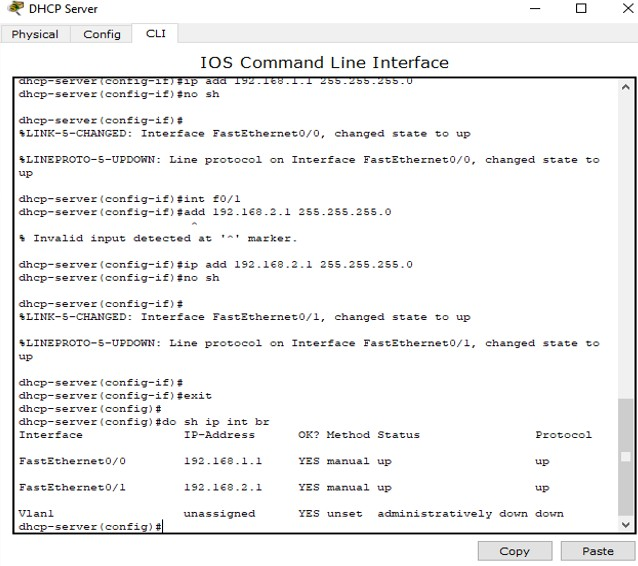 DHCP Server
Physical Config CLI
IOS Command Line Interface
dhcp-server(config-if)#ip add 192.168.1.1 255.255.255.0
dhcp-server(config-if)#no sh
dhcp-server(config-if)#
%LINK-5-CHANGED: Interface FastEthernet0/0, changed state to up
%LINEPROTO-5-UPDOWN: Line protocol on Interface FastEthernet0/0, changed state to
up
dhcp-server(config-if)#int f0/1
dhcp-server(config-if)#add 192.168.2.1 255.255.255.0
^
% Invalid input detected at '^' marker.
dhcp-server(config-if)#ip add 192.168.2.1 255.255.255.0
dhcp-server(config-if)#no sh
dhcp-server(config-if)#
%LINK-5-CHANGED: Interface FastEthernet0/1, changed state to up
%LINEPROTO-5-UPDOWN: Line protocol on Interface FastEthernet0/1, changed state to
up
dhcp-server(config-if)#
dhcp-server(config-if)#exit
dhcp-server(config)#
dhcp-server(config)#do sh ip int br
Interface IP-Address OK? Method Status Protocol
FastEthernet0/0 192.168.1.1 YES manual up up
FastEthernet0/1 192.168.2.1 YES manual up up
Vlan1 unassigned YES unset administratively down down
dhcp-server(config)#
Copy Paste